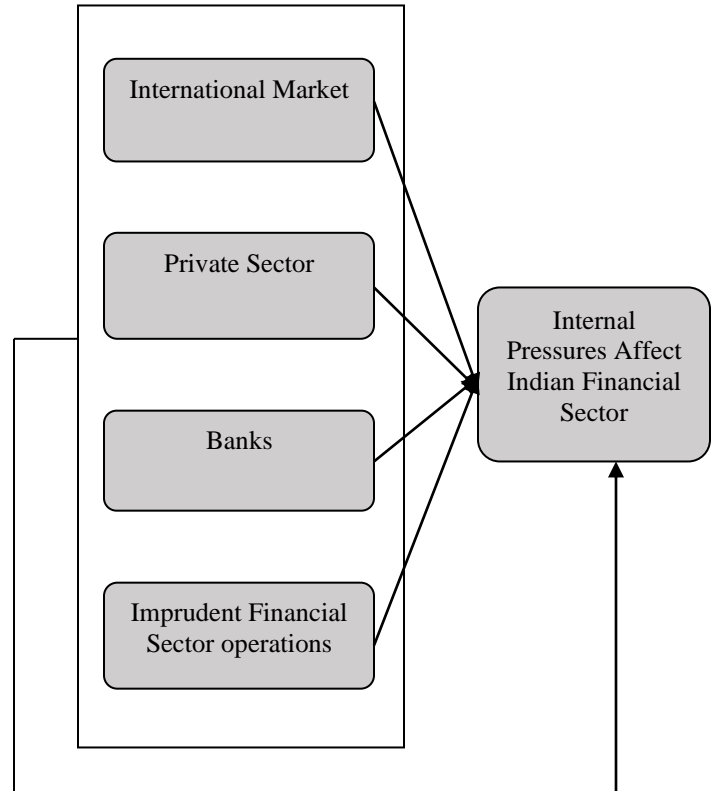 International Market
Private Sector
Banks
Imprudent Financial
Sector operations
Internal
Pressures Affect
Indian Financial
Sector